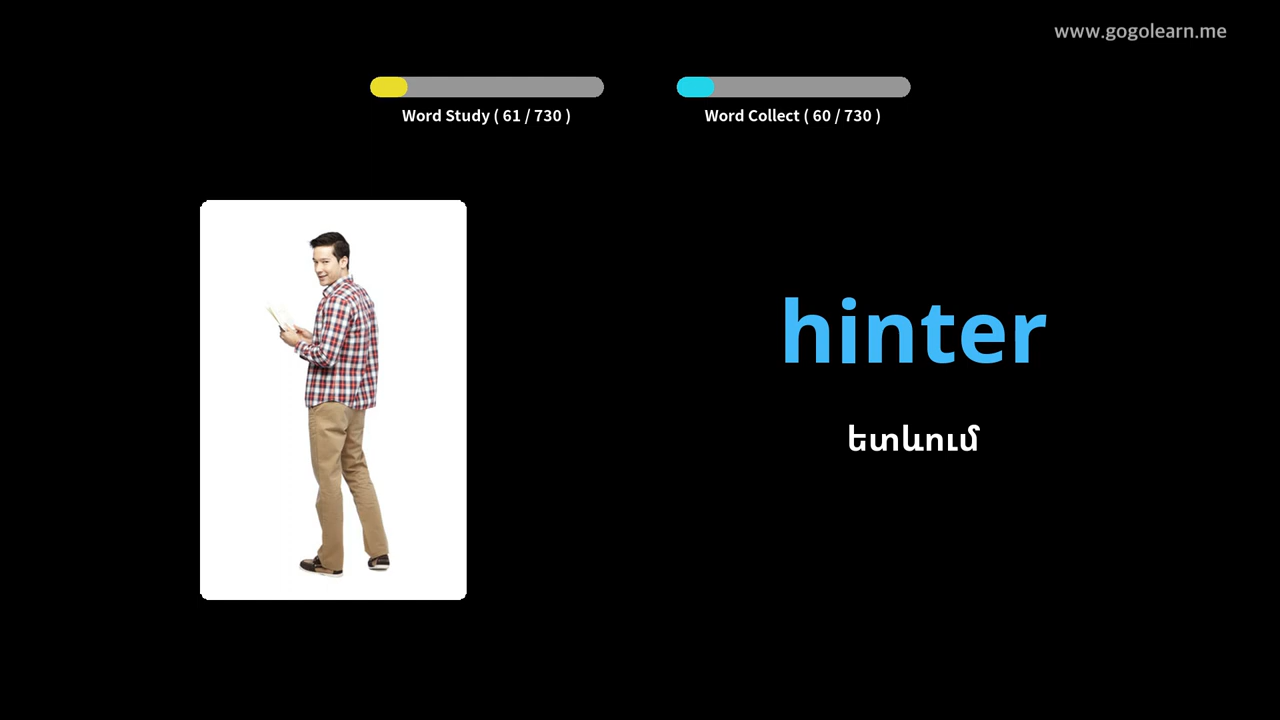 www.gogolearn.me
Word Study ( 61 / 730 )
Word Collect ( 60 / 730 )
hinter
ետևում